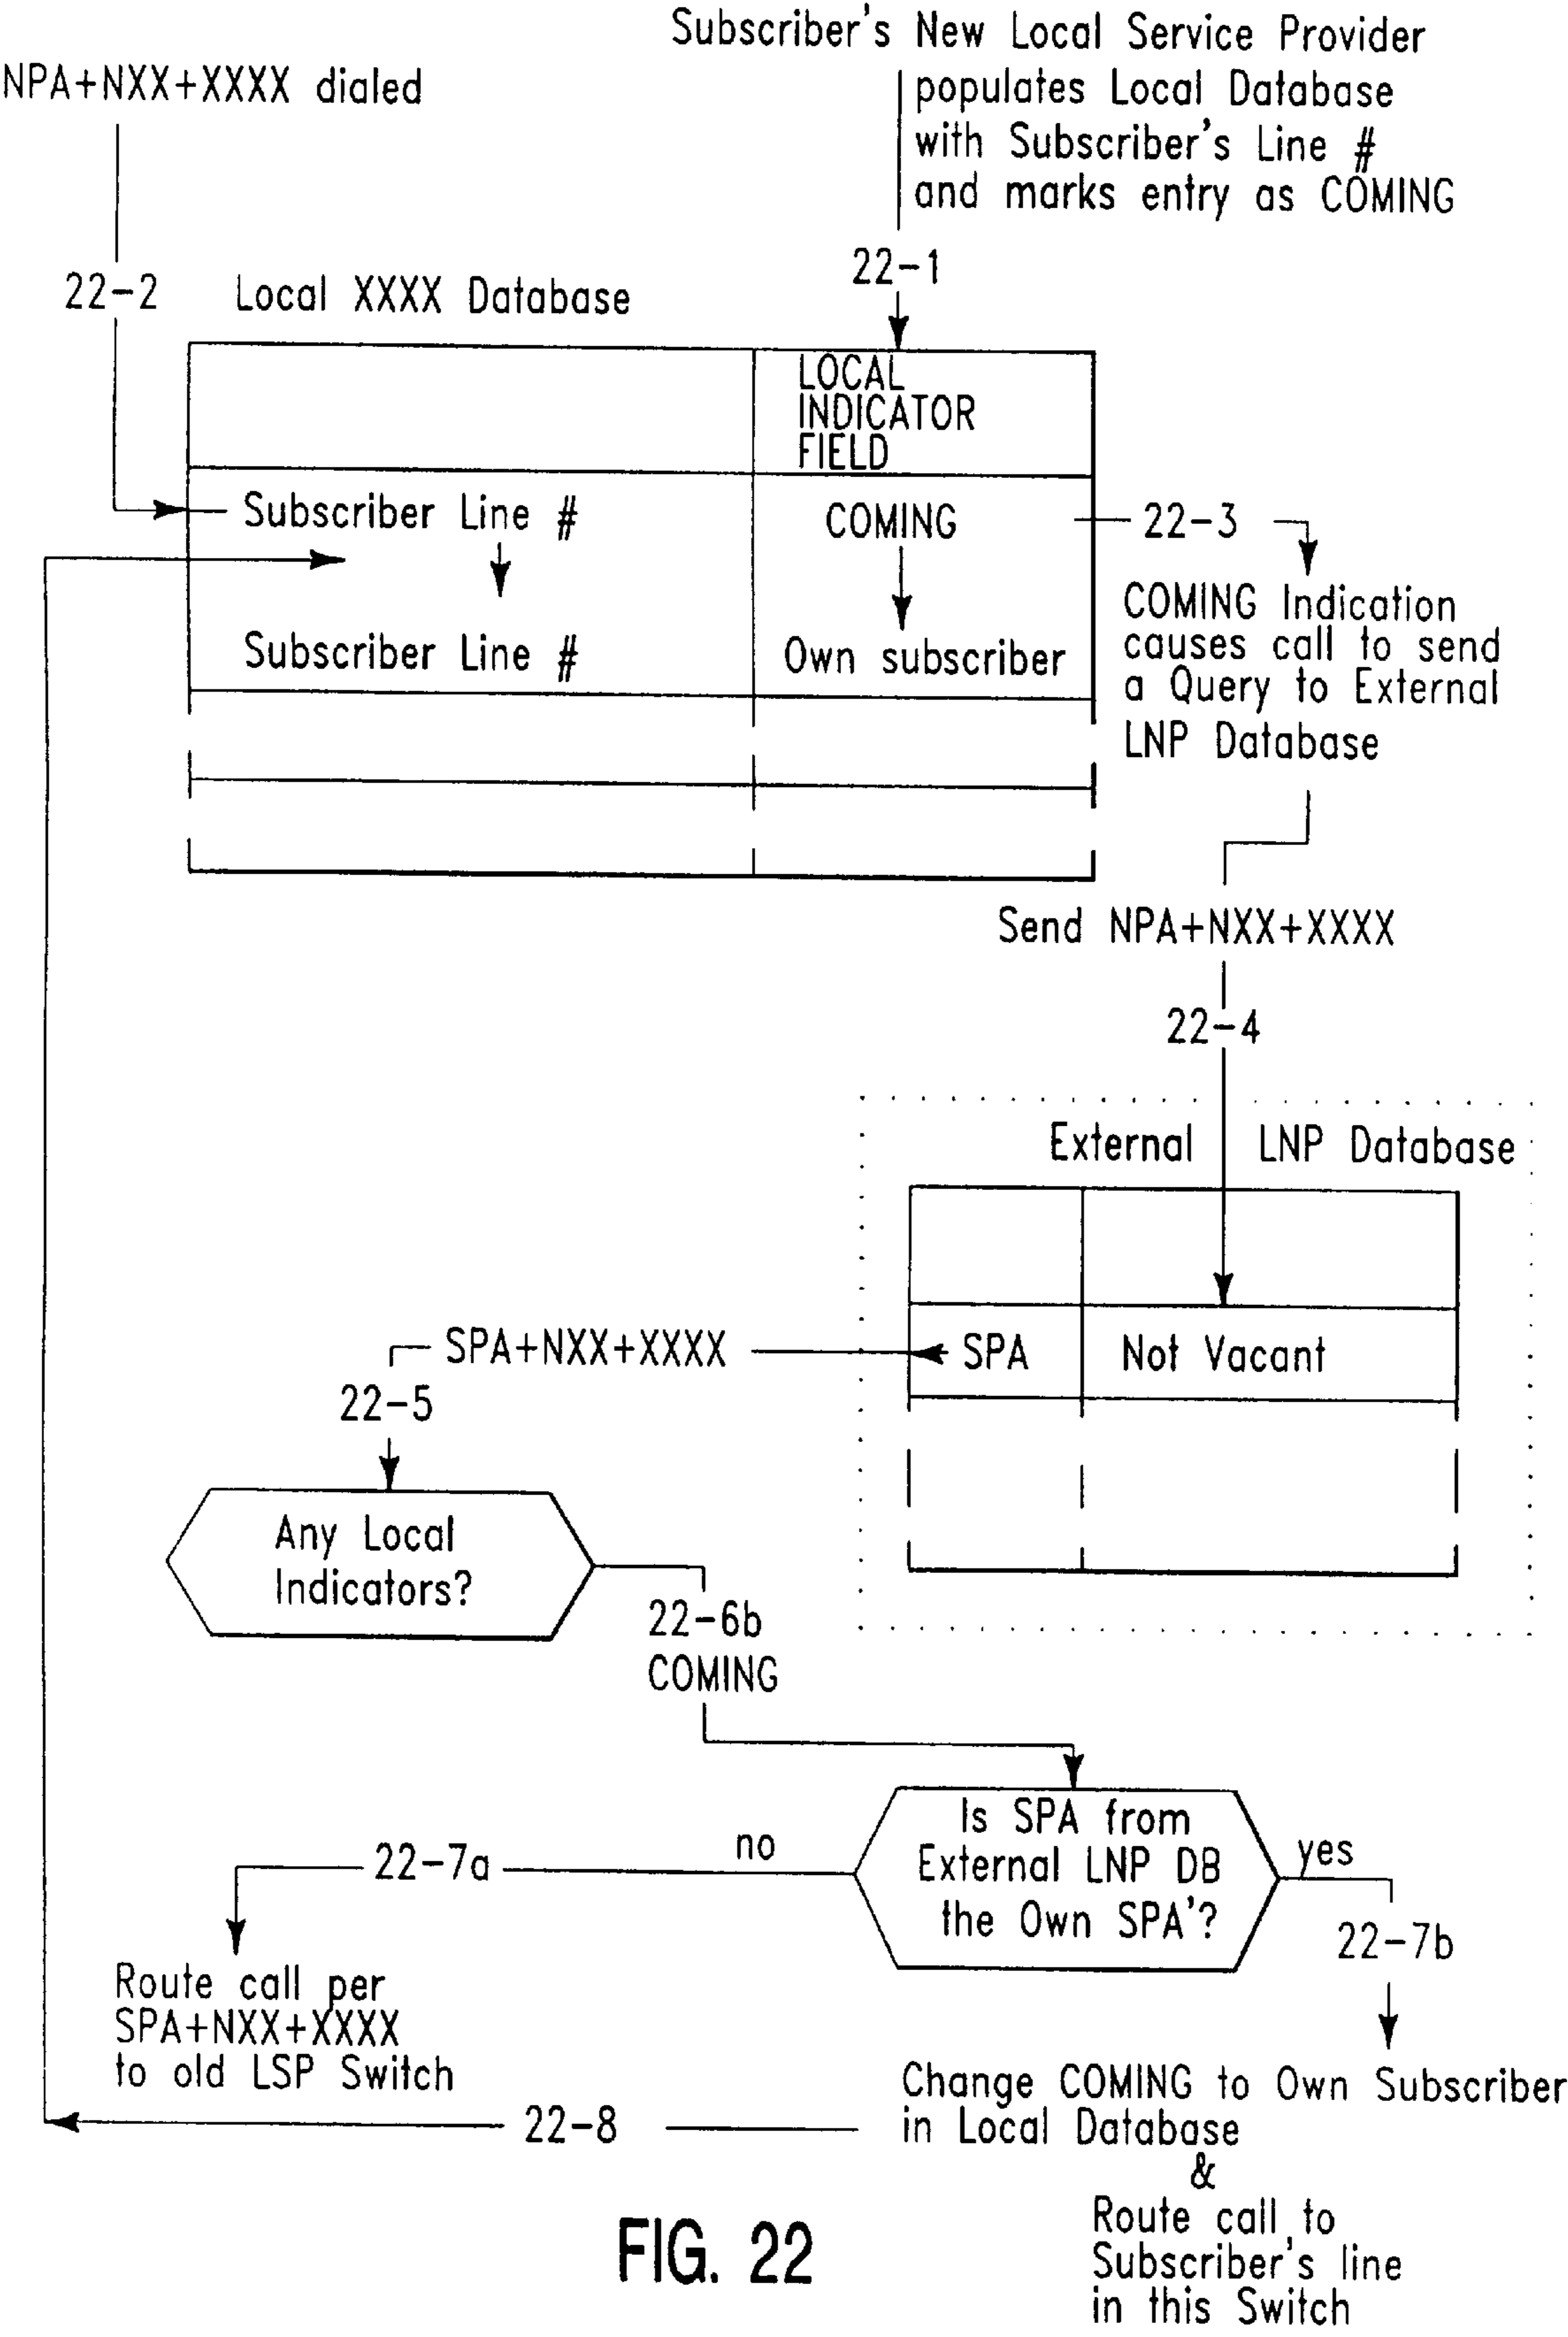 Subscriber's New Local Service Provider
populates Local Database
with Subscriber's Line #
and marks entry as COMING
NPA+NXX+XXXX dialed
22-1
22-2
Local XXXX Database
LOCAL
INDICATOR
FIELD
Subscriber Line #
COMING
22-3
Subscriber Line #
Own subscriber
COMING Indication
causes call to send
a Query to External
LNP Database
Send NPA+NXX+XXXX
22-4
External LNP Database
SPA
Not Vacant
SPA+NXX+XXXX
22-5
Any Local
Indicators?
22-6b
COMING
Is SPA from
External LNP DB
the Own SPA'?
no
yes
22-7a
22-7b
Route call per
SPA+NXX+XXXX
to old LSP Switch
Change COMING to Own Subscriber
in Local Database
&
Route call to
Subscriber's line
in this Switch
22-8
FIG. 22